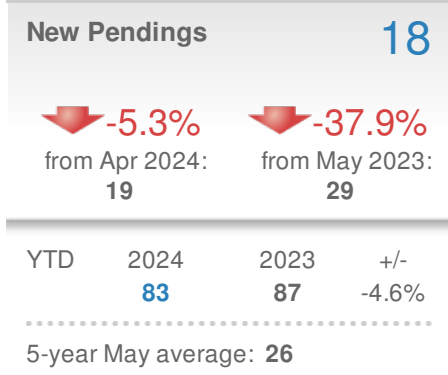 New Pendings 18
-5.3% -37.9%
from Apr 2024: from May 2023:
19 29
YTD 2024 2023 +/-
83 87 -4.6%
5-year May average: 26